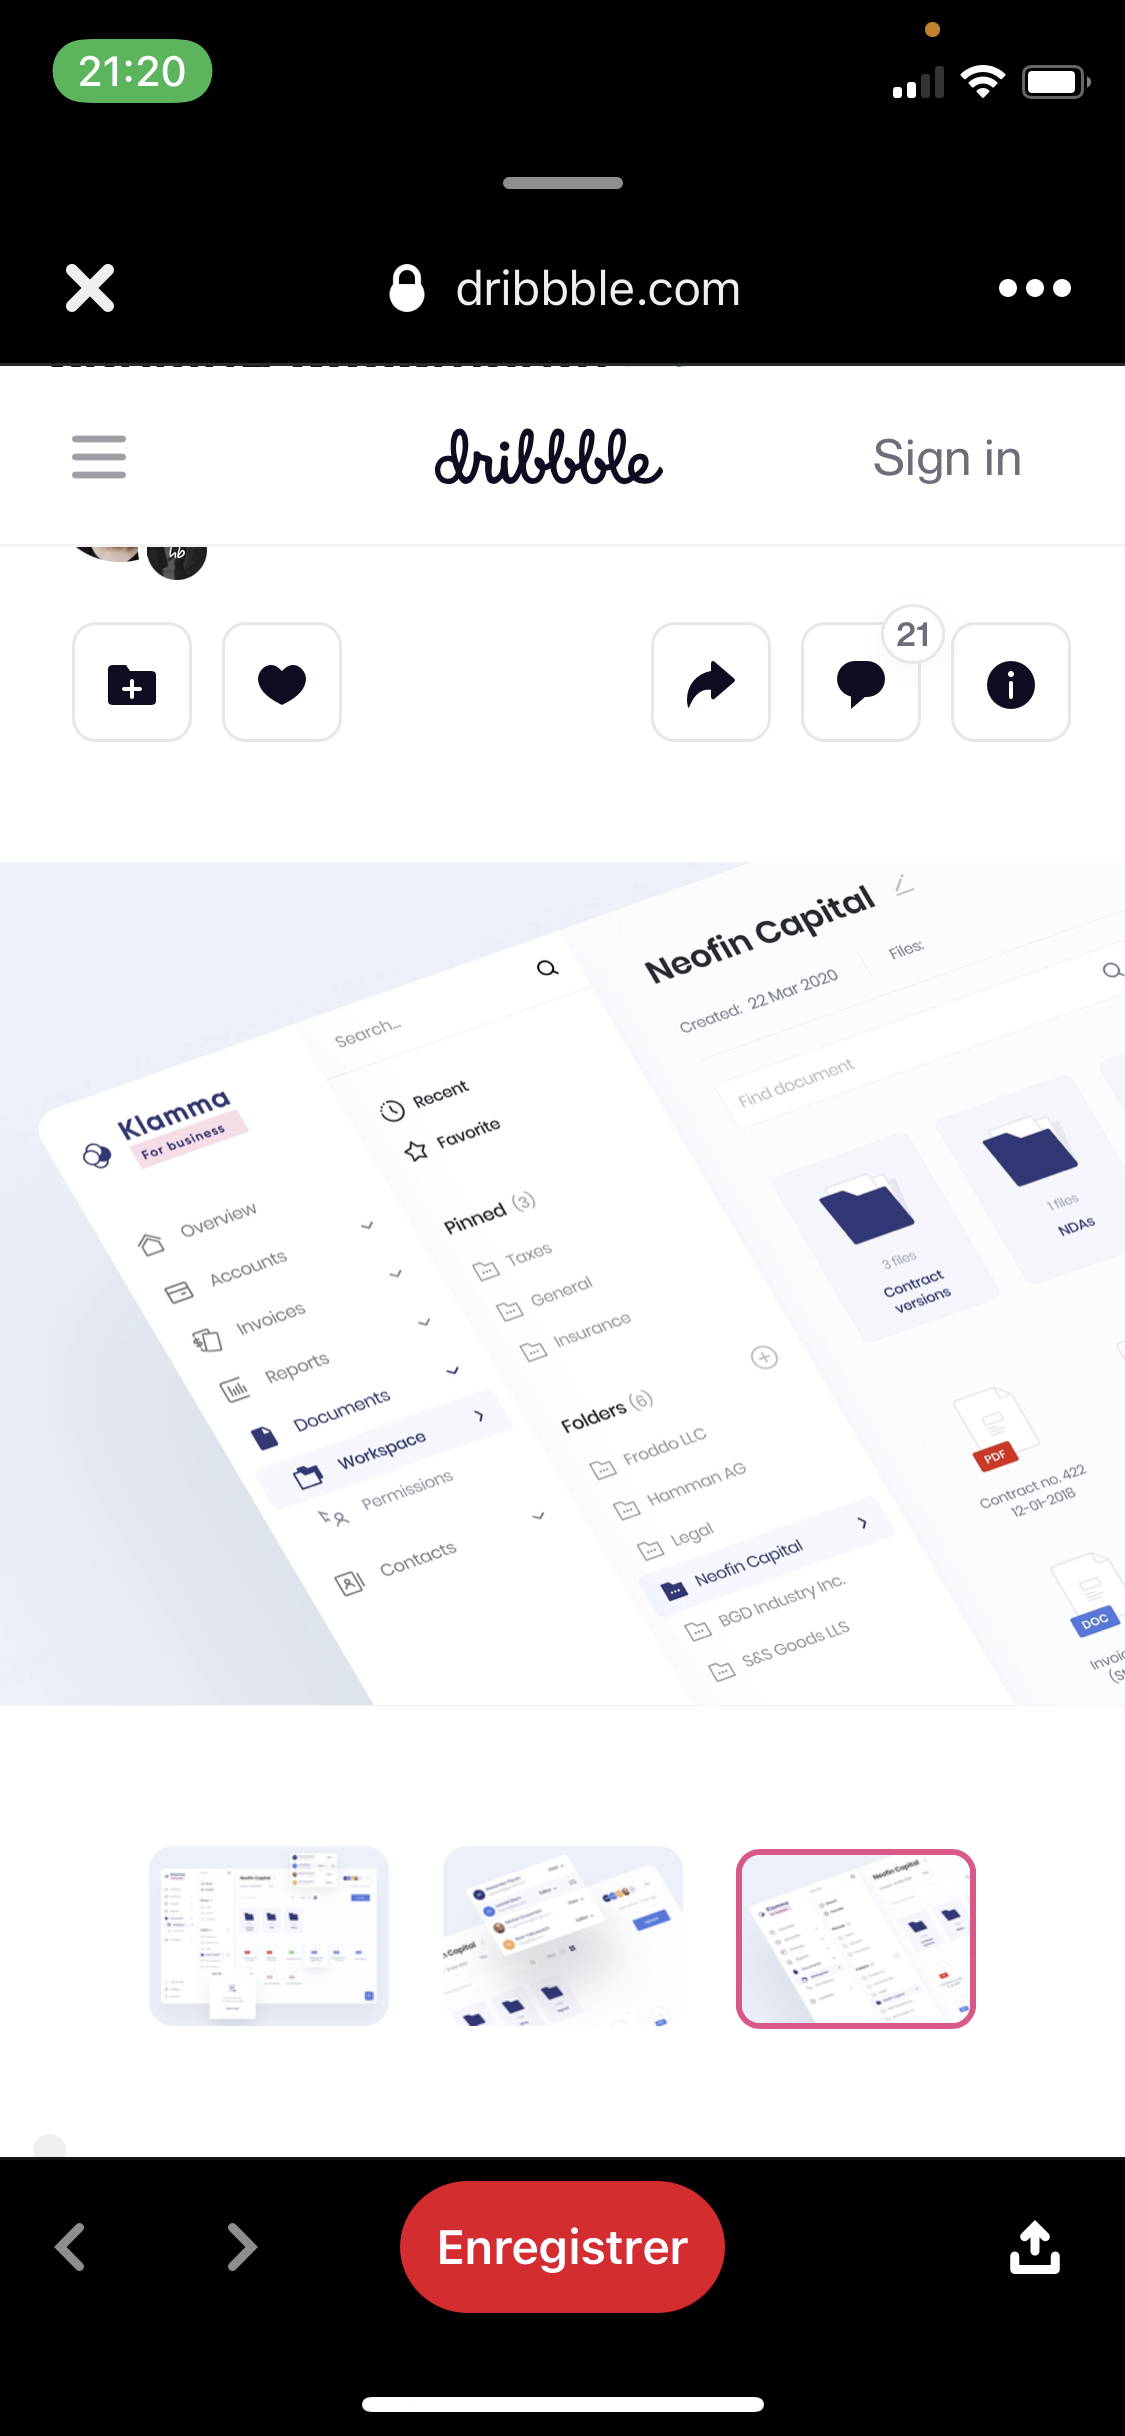 21:20
dribbble.com
dribbble
Sign in
hb
21
Neofin Capital
Created: 22 Mar 2020
Files:
Search...
Find document
Klamma
For business
Recent
Favorite
Overview
Accounts
Invoices
Reports
Documents
Workspace
Permissions
Contacts
Pinned (3)
Taxes
General
Insurance
Folders (6)
Froddo LLC
Hamman AG
Legal
Neofin Capital
BGD Industry Inc.
S&S Goods LLS
3 files
Contract
versions
1 files
NDAs
PDF
Contract no. 422
12-01-2018
DOC
Neofin Capital
Enregistrer